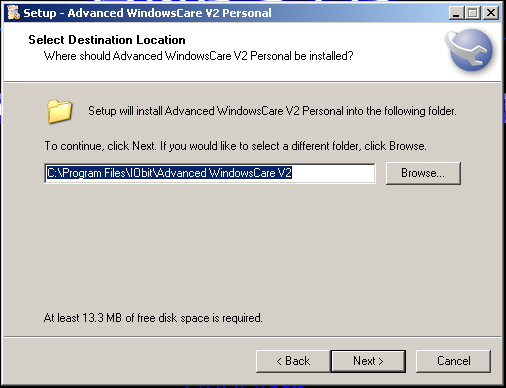 Setup - Advanced WindowsCare V2 Personal
Select Destination Location
Where should Advanced WindowsCare V2 Personal be installed?
Setup will install Advanced WindowsCare V2 Personal into the following folder.
To continue, click Next. If you would like to select a different folder, click Browse.
C:\Program Files\IObit\Advanced WindowsCare V2
Browse...
At least 13.3 MB of free disk space is required.
< Back
Next >
Cancel